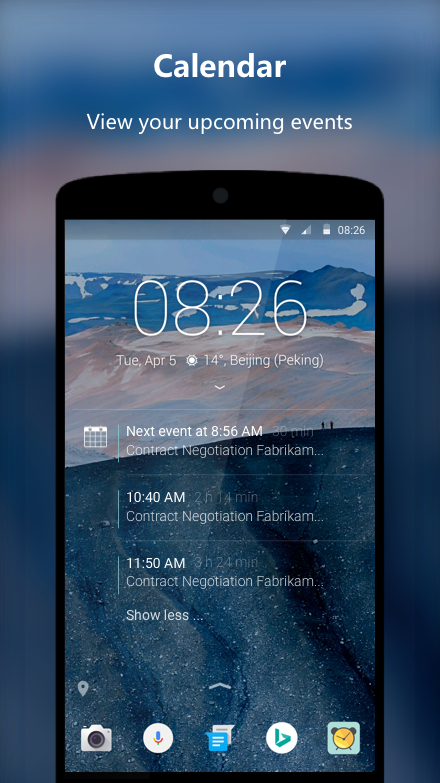 Calendar
View your upcoming events
08:26
08:26
Tue, Apr 5 14°, Beijing (Peking)
Next event at 8:56 AM 30 min
Contract Negotiation Fabrikam...
10:40 AM 2 h 14 min
Contract Negotiation Fabrikam...
11:50 AM 3 h 24 min
Contract Negotiation Fabrikam...
Show less ...